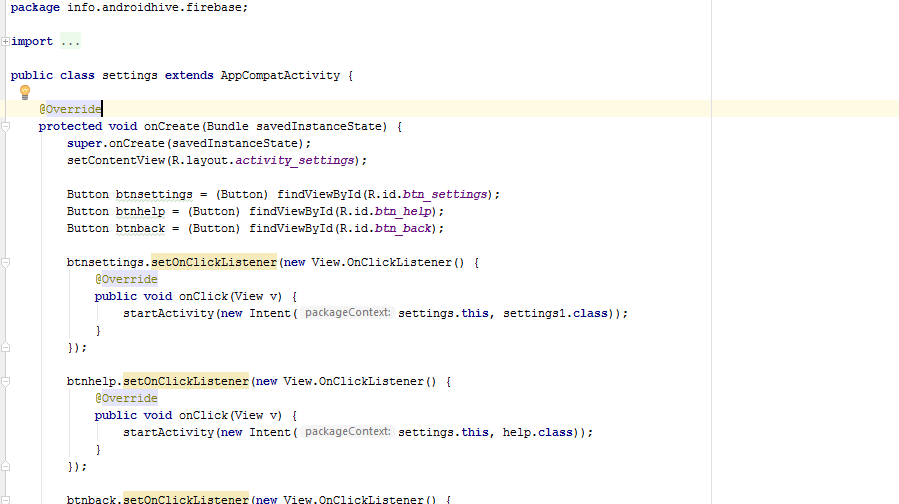 package info.androidhive.firebase;
import ...
public class settings extends AppCompatActivity {
@Override
protected void onCreate(Bundle savedInstanceState) {
super.onCreate(savedInstanceState);
setContentView(R.layout.activity_settings);
Button btnsettings = (Button) findViewById(R.id.btn_settings);
Button btnhelp = (Button) findViewById(R.id.btn_help);
Button btnback = (Button) findViewById(R.id.btn_back);
btnsettings.setOnClickListener(new View.OnClickListener() {
@Override
public void onClick(View v) {
startActivity(new Intent( packageContext: settings.this, settings1.class));
}
});
btnhelp.setOnClickListener(new View.OnClickListener() {
@Override
public void onClick(View v) {
startActivity(new Intent( packageContext: settings.this, help.class));
}
});
btnback.setOnClickListener(new View.OnClickListener() {